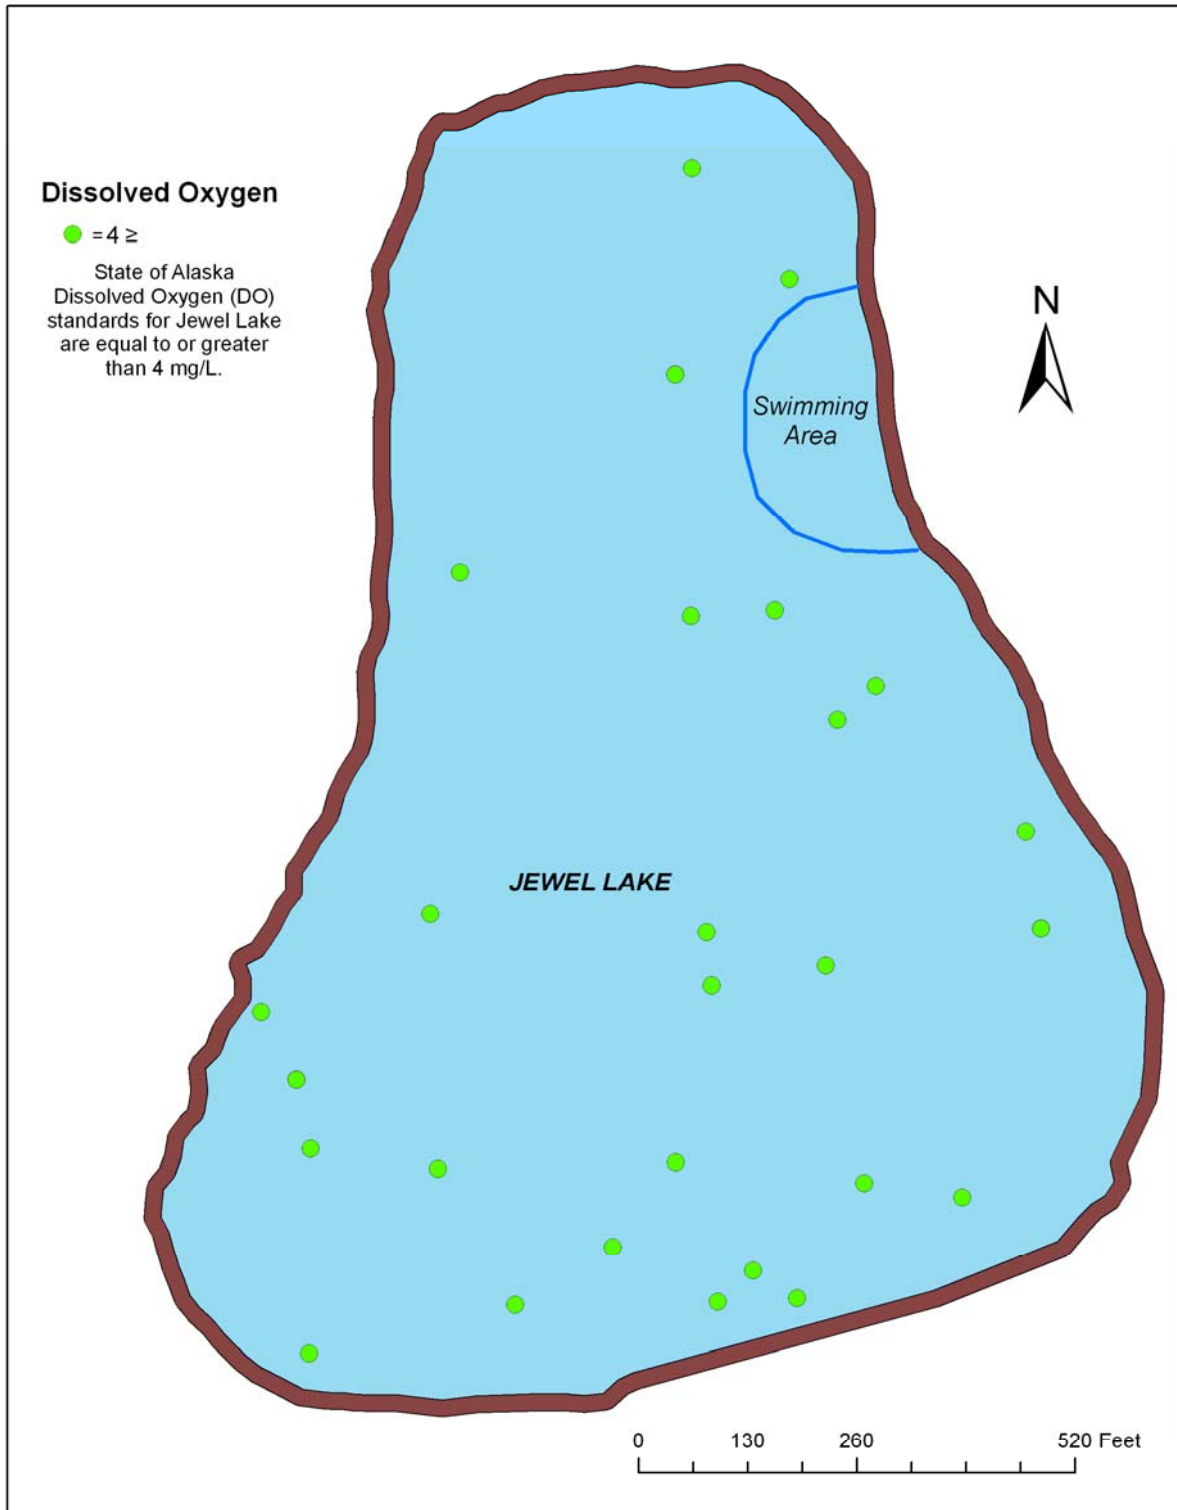 Dissolved Oxygen
= 4 ≥
State of Alaska
Dissolved Oxygen (DO)
standards for Jewel Lake
are equal to or greater
than 4 mg/L.
N
Swimming
Area
JEWEL LAKE
0 130 260 520 Feet